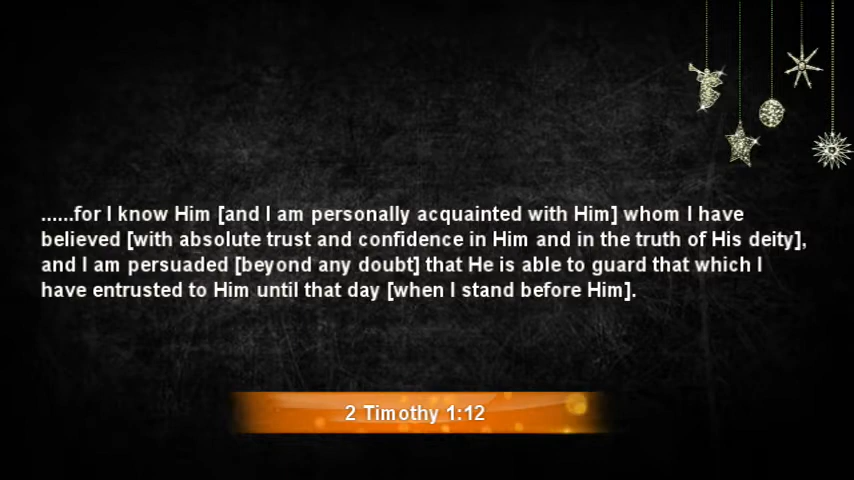 ......for I know Him [and I am personally acquainted with Him] whom I have
believed [with absolute trust and confidence in Him and in the truth of His deity],
and I am persuaded [beyond any doubt] that He is able to guard that which I
have entrusted to Him until that day [when I stand before Him].
2 Timothy 1:12